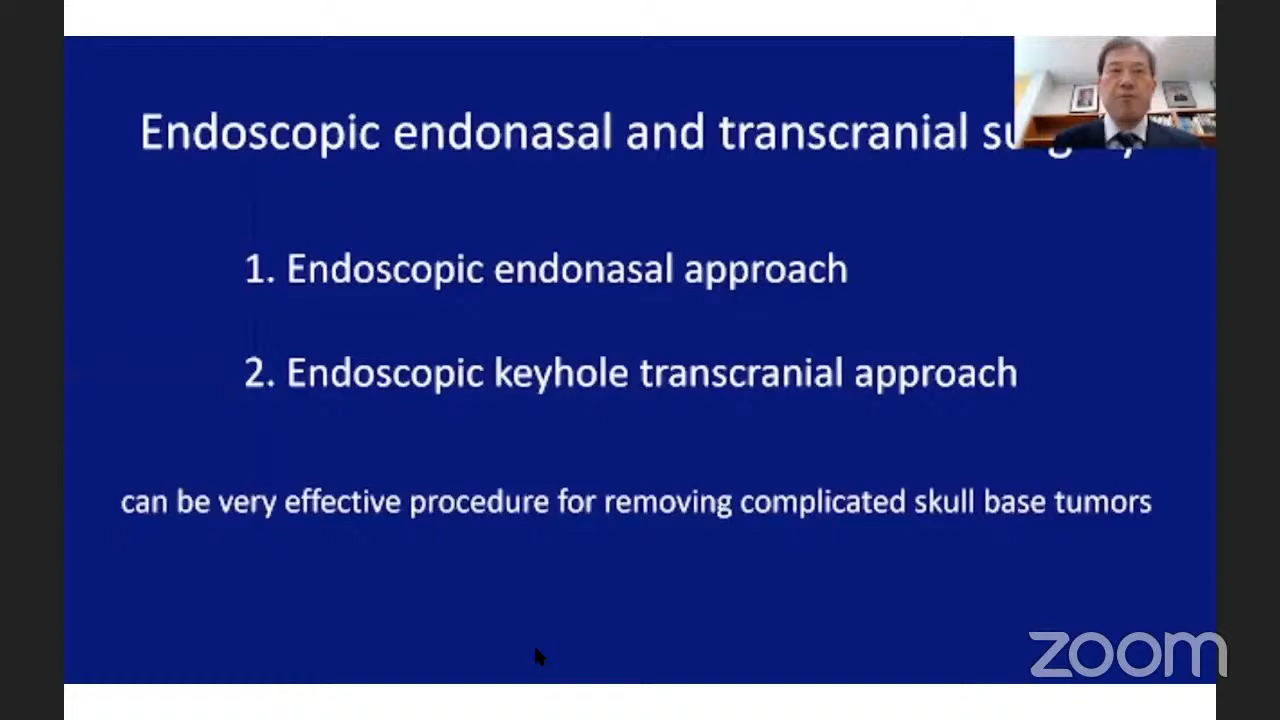 Endoscopic endonasal and transcranial
1. Endoscopic endonasal approach
2. Endoscopic keyhole transcranial approach
can be very effective procedure for removing complicated skull base tumors
zoom